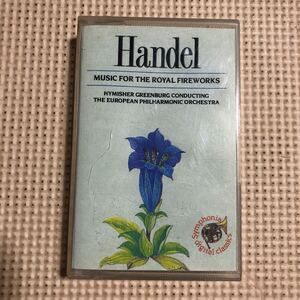 Handel
MUSIC FOR THE ROYAL FIREWORKS
HYMISHER GREENBURG CONDUCTING
THE EUROPEAN PHILHARMONIC ORCHESTRA
Symphonia
digital classics